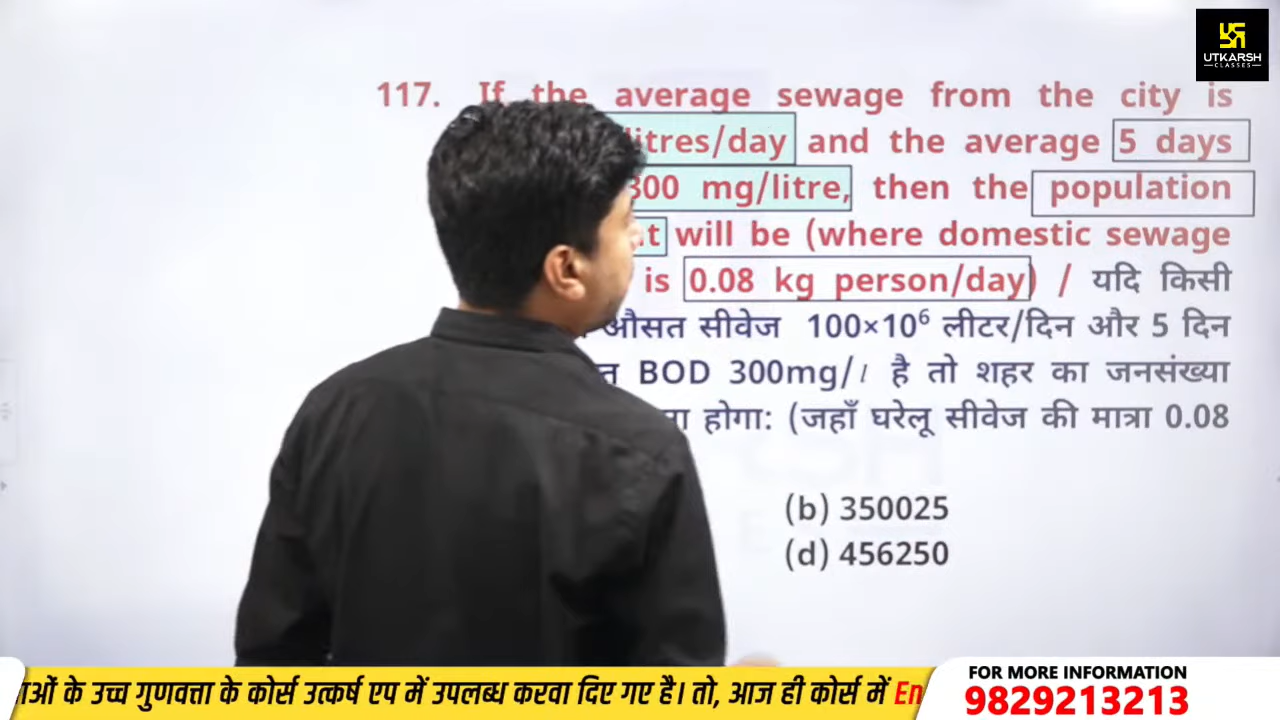 UTKARSH
CLASSES
117. If the average sewage from the city is
litres/day and the average 5 days
300 mg/litre, then the population
will be (where domestic sewage
is 0.08 kg person/day) / यदि किसी
औसत सीवेज 100×10⁶ लीटर/दिन और 5 दिन
BOD 300mg/l है तो शहर का जनसंख्या
होगा: (जहाँ घरेलू सीवेज की मात्रा 0.08
(b) 350025
(d) 456250
के उच्च गुणवत्ता के कोर्स उत्कर्ष एप में उपलब्ध करवा दिए गए है। तो, आज ही कोर्स में
FOR MORE INFORMATION
9829213213